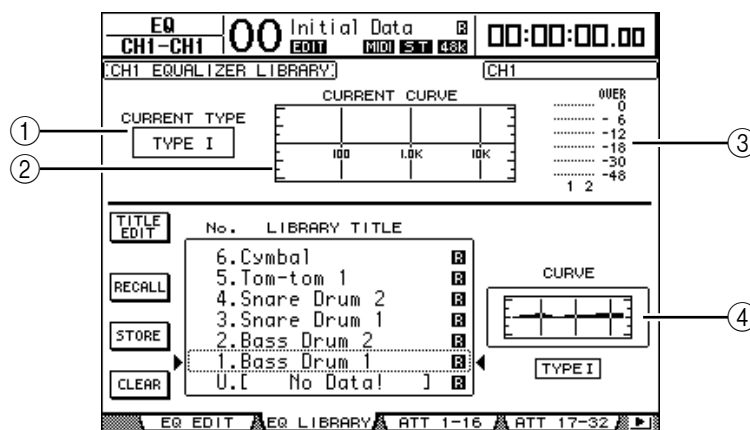 EQ
CH1-CH1
00
Initial Data R
EDIT MIDI ST 48K
00:00:00.00
CH1 EQUALIZER LIBRARY
CH1
CURRENT TYPE
TYPE I
CURRENT CURVE
100 1.0K 10K
OVER
0
-6
-12
-18
-30
-48
1 2
①
②
③
TITLE EDIT
RECALL
STORE
CLEAR
No. LIBRARY TITLE
6.Cymbal R
5.Tom-tom 1 R
4.Snare Drum 2 R
3.Snare Drum 1 R
2.Bass Drum 2 R
1.Bass Drum 1 R
U.[ No Data! ] R
CURVE
TYPE I
④
EQ EDIT EQ LIBRARY ATT 1-16 ATT 17-32